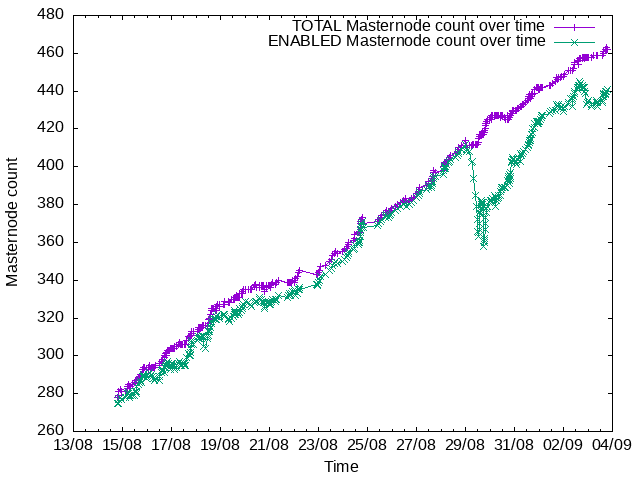 480
460
440
420
400
380
360
340
320
300
280
260
TOTAL Masternode count over time
ENABLED Masternode count over time
Masternode count
13/08 15/08 17/08 19/08 21/08 23/08 25/08 27/08 29/08 31/08 02/09 04/09
Time